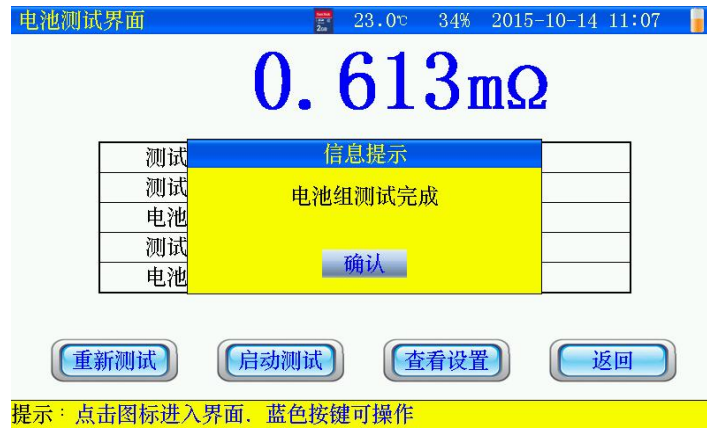 电池测试界面 23.0℃ 34% 2015-10-14 11:07
0.613mΩ
信息提示
测试
测试
电池组测试完成
电池
测试
确认
电池
重新测试 启动测试 查看设置 返回
提示：点击图标进入界面．蓝色按键可操作